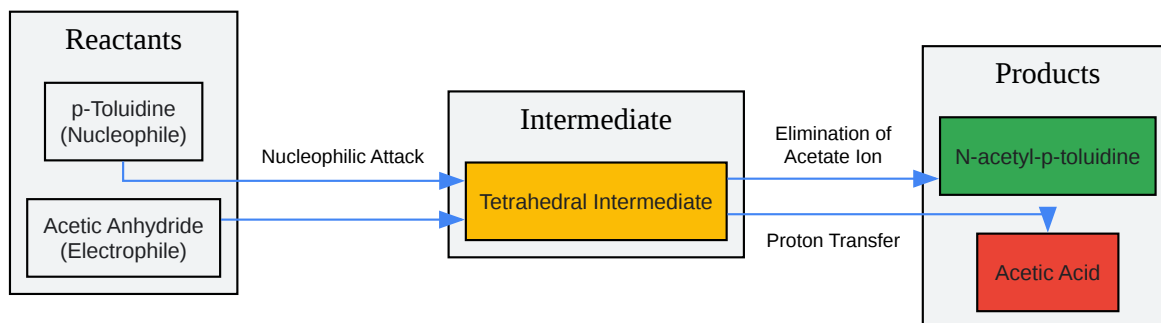 Reactants
p-Toluidine
(Nucleophile)
Acetic Anhydride
(Electrophile)
Nucleophilic Attack
Intermediate
Tetrahedral Intermediate
Elimination of
Acetate Ion
Proton Transfer
Products
N-acetyl-p-toluidine
Acetic Acid